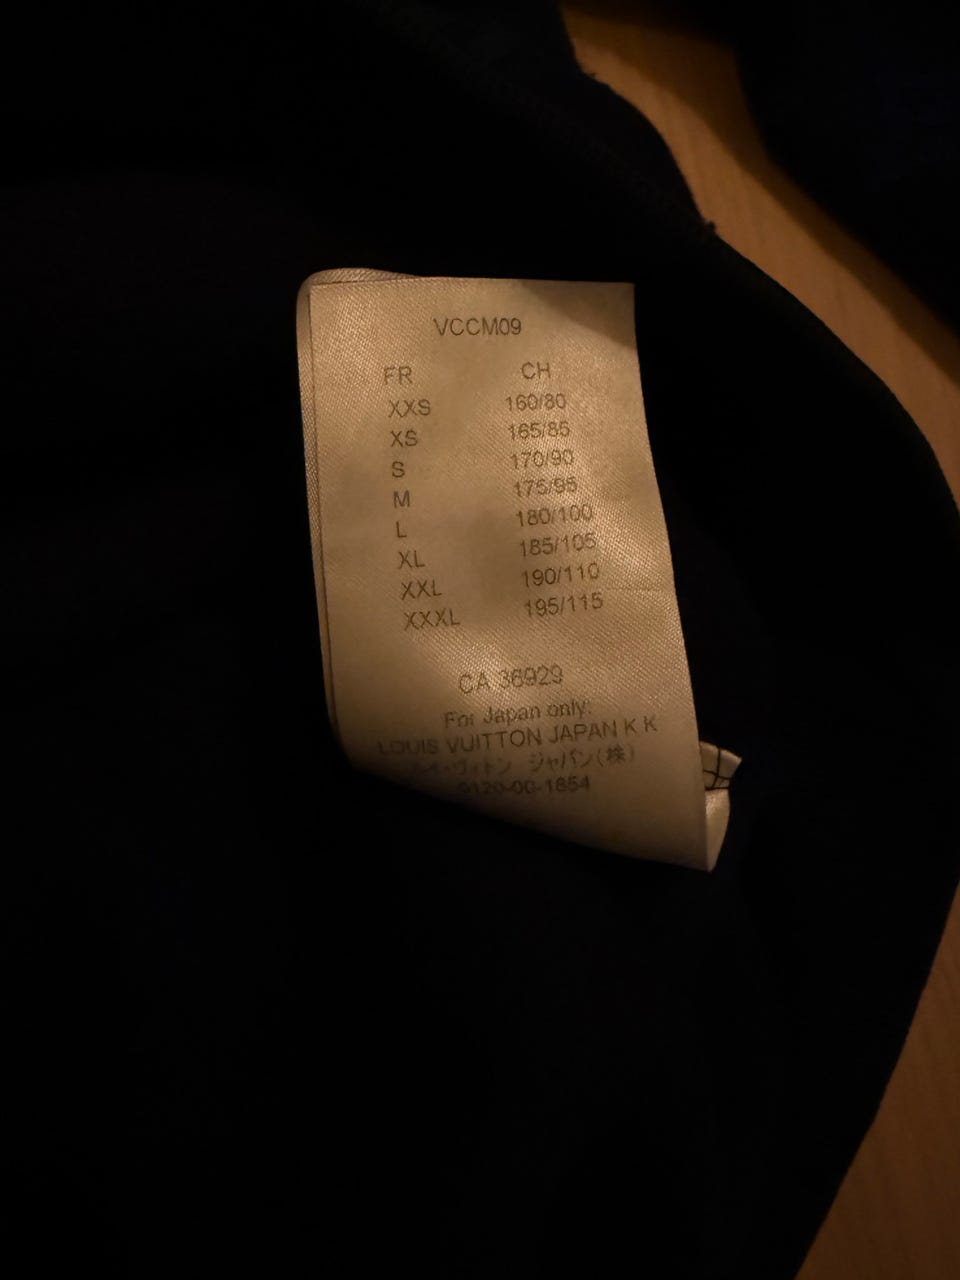 VCCM09
FR CH
XXS 160/80
XS 165/85
S 170/90
M 175/95
L 180/100
XL 185/105
XXL 190/110
XXXL 195/115
CA 36929
For Japan only:
LOUIS VUITTON JAPAN K K
ルイ・ヴィトン ジャパン(株)
0120-00-1854